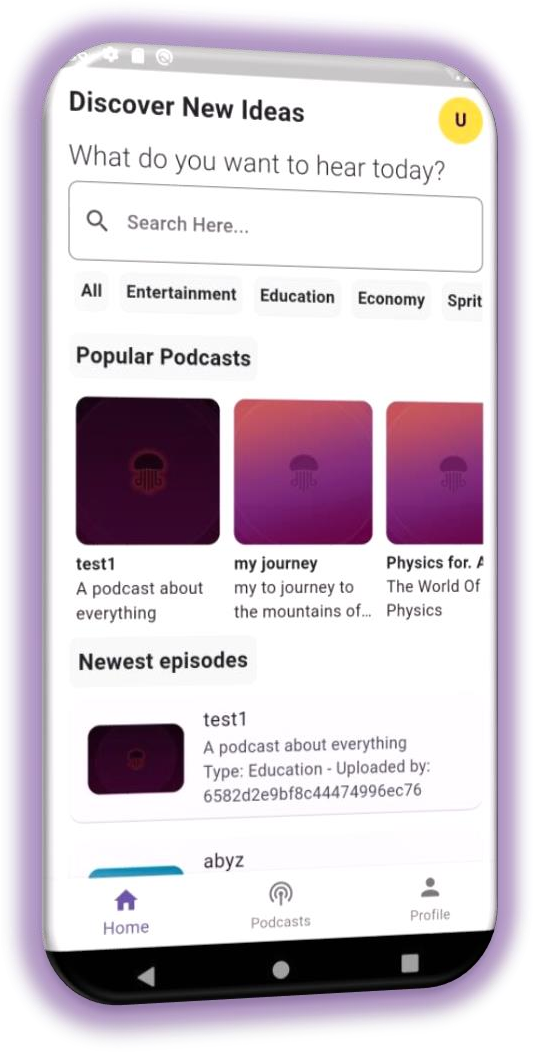 Discover New Ideas
U
What do you want to hear today?
Search Here...
All Entertainment Education Economy Sprit
Popular Podcasts
test1
A podcast about
everything
my journey
my to journey to
the mountains of...
Physics for. A
The World Of
Physics
Newest episodes
test1
A podcast about everything
Type: Education - Uploaded by:
6582d2e9bf8c44474996ec76
abyz
Home Podcasts Profile